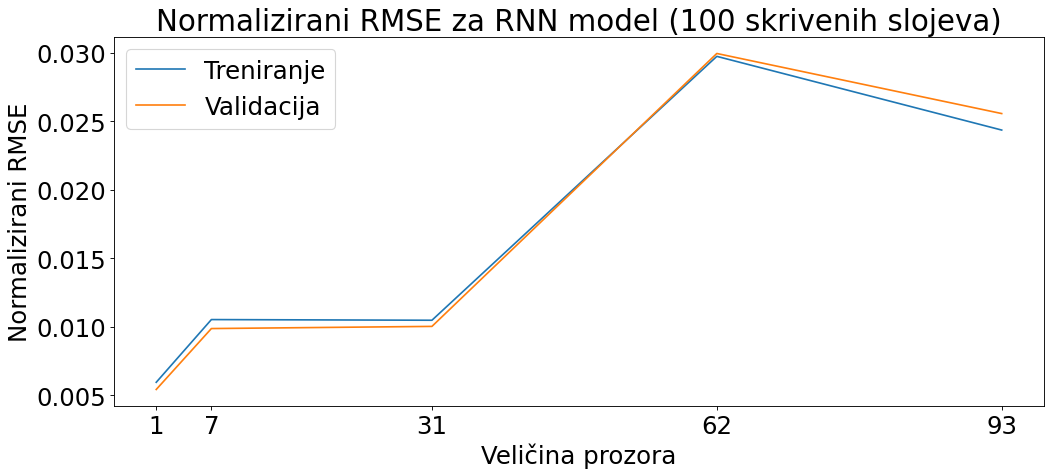 Normalizirani RMSE za RNN model (100 skrivenih slojeva)
Treniranje
Validacija
Normalizirani RMSE
0.030
0.025
0.020
0.015
0.010
0.005
1 7 31 62 93
Veličina prozora